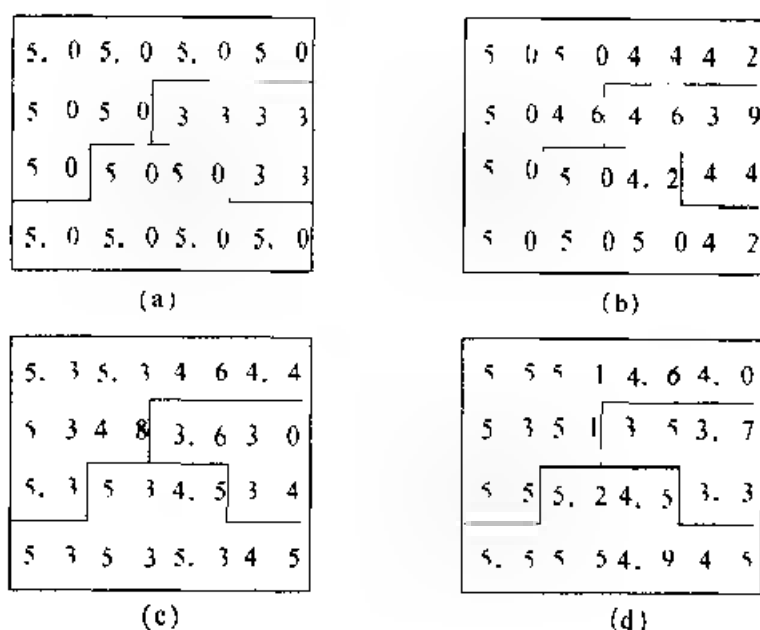 5. 0 5. 0 5. 0 5 0
5 0 5 0 3 3 3 3
5 0 5 0 5 0 3 3
5. 0 5. 0 5. 0 5. 0
(a)
5 0 5 0 4 4 4 2
5 0 4 6 4 6 3 9
5 0 5 0 4. 2 4 4
5 0 5 0 5 0 4 2
(b)
5. 3 5. 3 4 6 4. 4
5 3 4 8 3. 6 3 0
5. 3 5 3 4. 5 3 4
5 3 5 3 5. 3 4 5
(c)
5 5 5 1 4. 6 4. 0
5 3 5 1 3 5 3. 7
5 5 5. 2 4. 5 3. 3
5. 5 5 5 4. 9 4 5
(d)